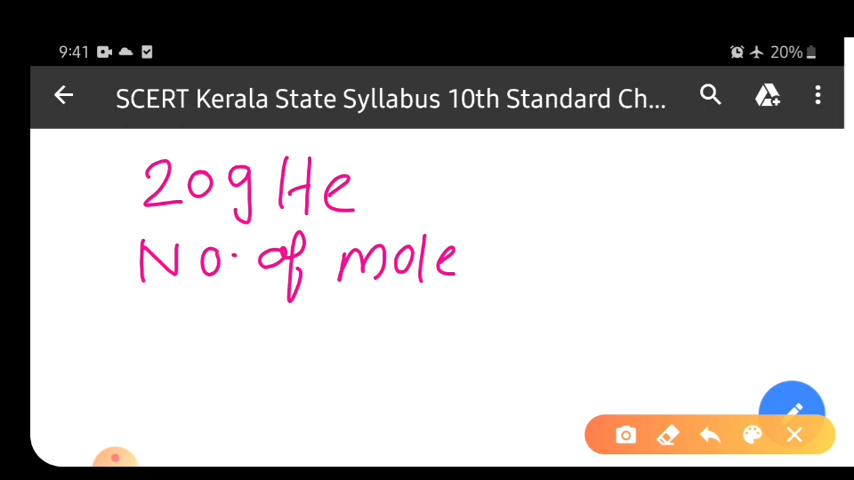 9:41 20%
SCERT Kerala State Syllabus 10th Standard Ch...
20g He
No. of mole